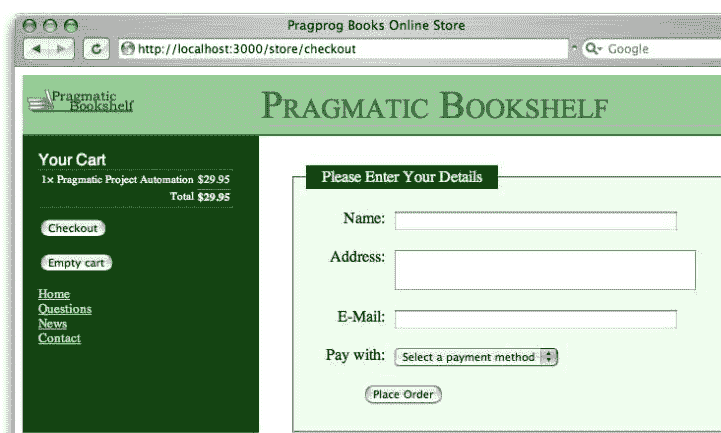 Pragprog Books Online Store
http://localhost:3000/store/checkout
Google
Pragmatic
Bookshelf
PRAGMATIC BOOKSHELF
Your Cart
1× Pragmatic Project Automation $29.95
Total $29.95
Checkout
Empty cart
Home
Questions
News
Contact
Please Enter Your Details
Name:
Address:
E-Mail:
Pay with: Select a payment method
Place Order